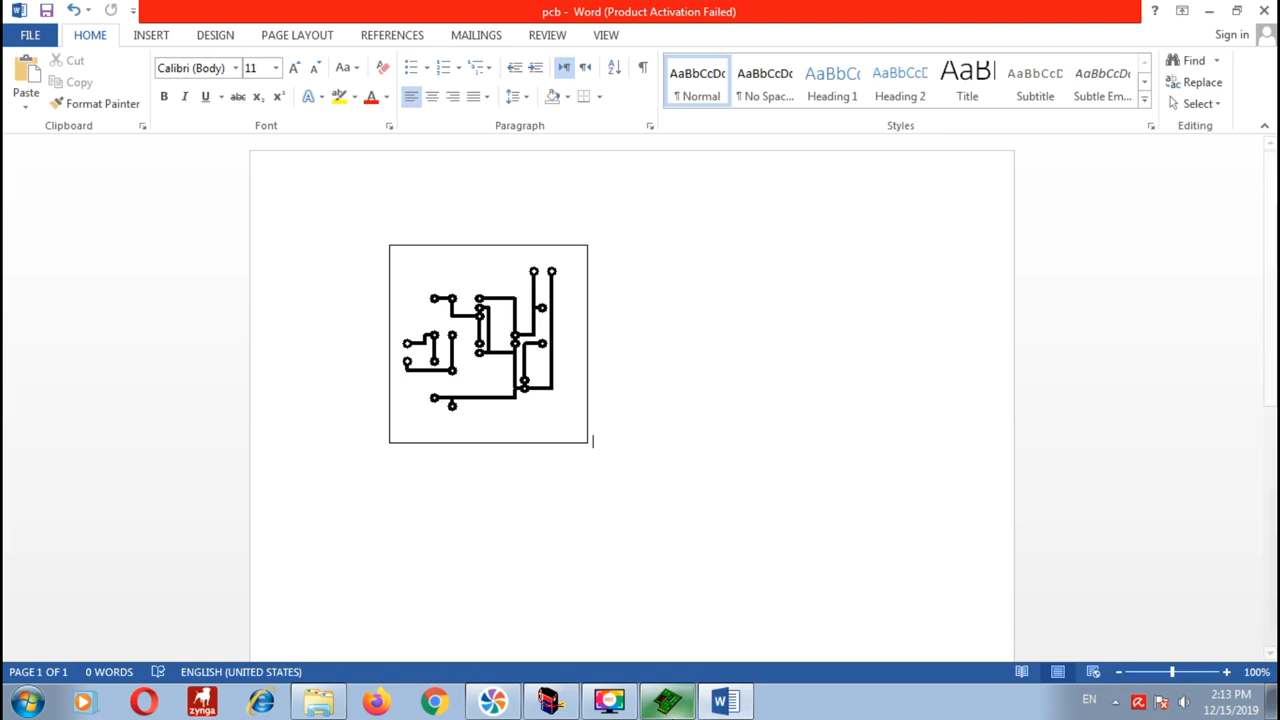 pcb - Word (Product Activation Failed)
FILE HOME INSERT DESIGN PAGE LAYOUT REFERENCES MAILINGS REVIEW VIEW Sign in
Paste
Cut
Copy
Format Painter
Clipboard
Calibri (Body) 11
Font
Paragraph
AaBbCcDc AaBbCcDc AaBbCc AaBbCcD AaBl AaBbCcD AaBbCcDc
¶ Normal ¶ No Spac... Heading 1 Heading 2 Title Subtitle Subtle Em...
Styles
Find
Replace
Select
Editing
PAGE 1 OF 1 0 WORDS ENGLISH (UNITED STATES) 100%
zynga
EN
2:13 PM
12/15/2019